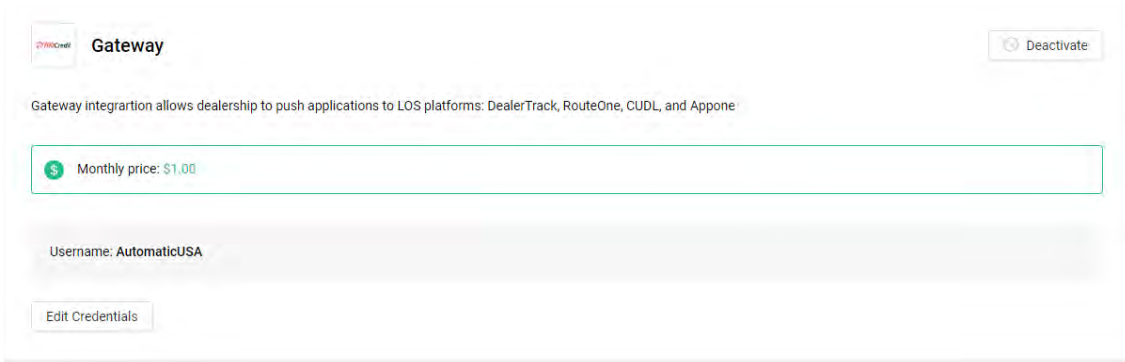 Gateway
Deactivate
Gateway integrartion allows dealership to push applications to LOS platforms: DealerTrack, RouteOne, CUDL, and Appone
Monthly price: $1.00
Username: AutomaticUSA
Edit Credentials